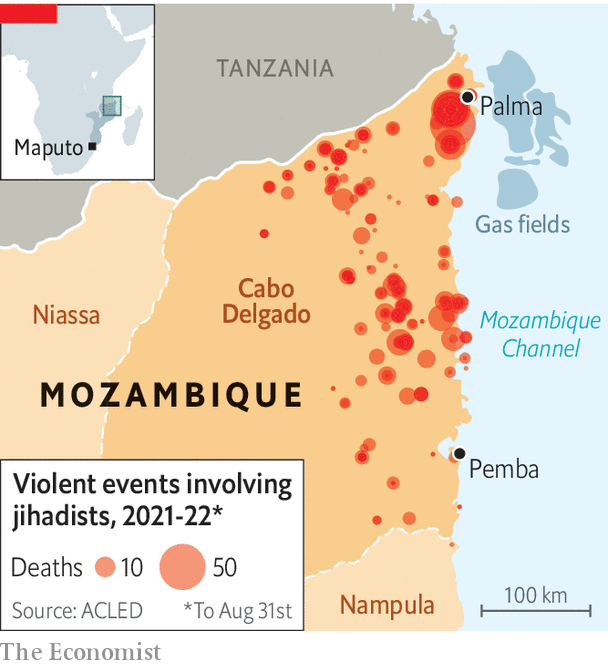 TANZANIA
Maputo
Palma
Gas fields
Niassa
Cabo
Delgado
Mozambique
Channel
MOZAMBIQUE
Pemba
Violent events involving
jihadists, 2021-22*
Deaths 10 50
Source: ACLED *To Aug 31st
Nampula
100 km
The Economist